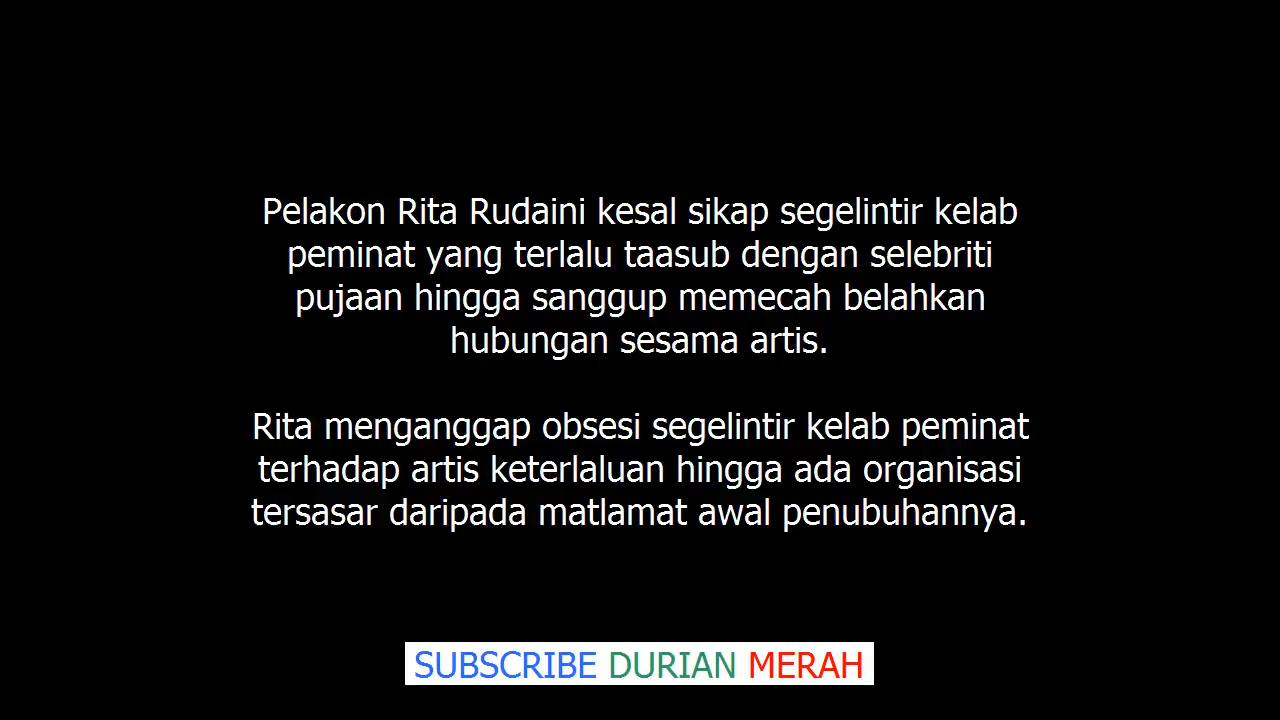 Pelakon Rita Rudaini kesal sikap segelintir kelab
peminat yang terlalu taasub dengan selebriti
pujaan hingga sanggup memecah belahkan
hubungan sesama artis.
Rita menganggap obsesi segelintir kelab peminat
terhadap artis keterlaluan hingga ada organisasi
tersasar daripada matlamat awal penubuhannya.
SUBSCRIBE DURIAN MERAH